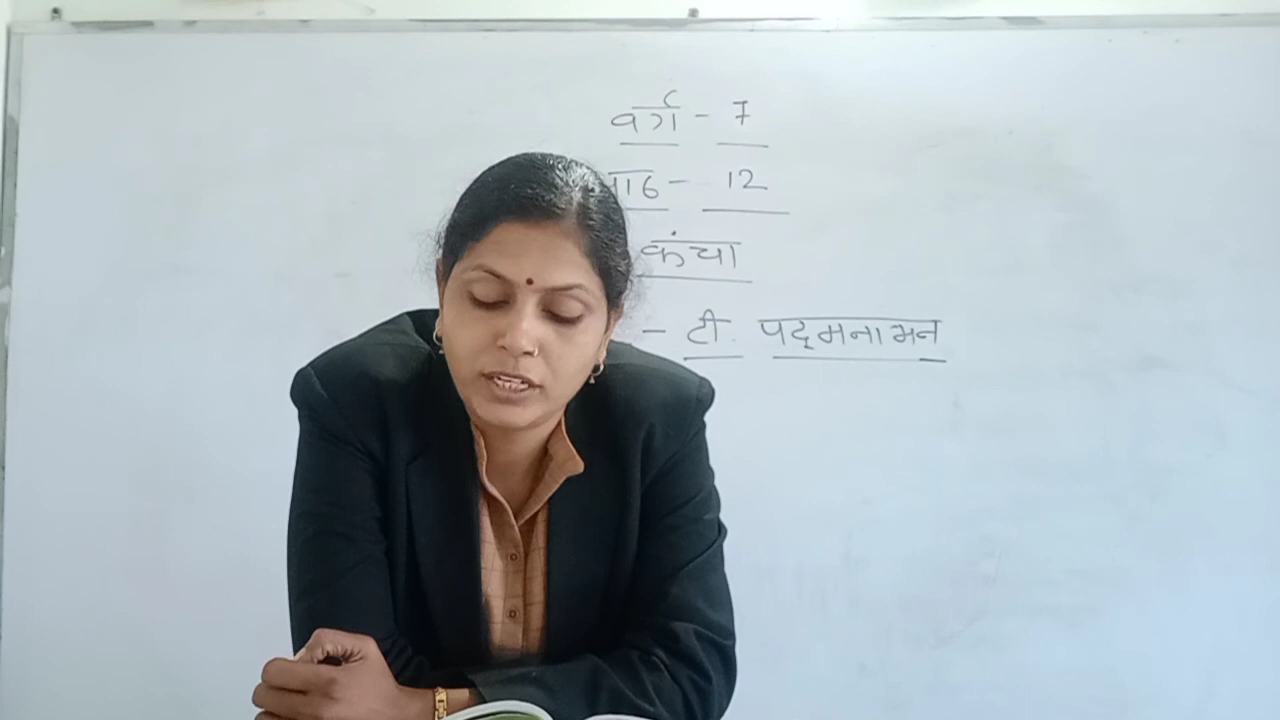 वर्ग - 7
पाठ - 12
कंचा
- टी. पद्मनाभन